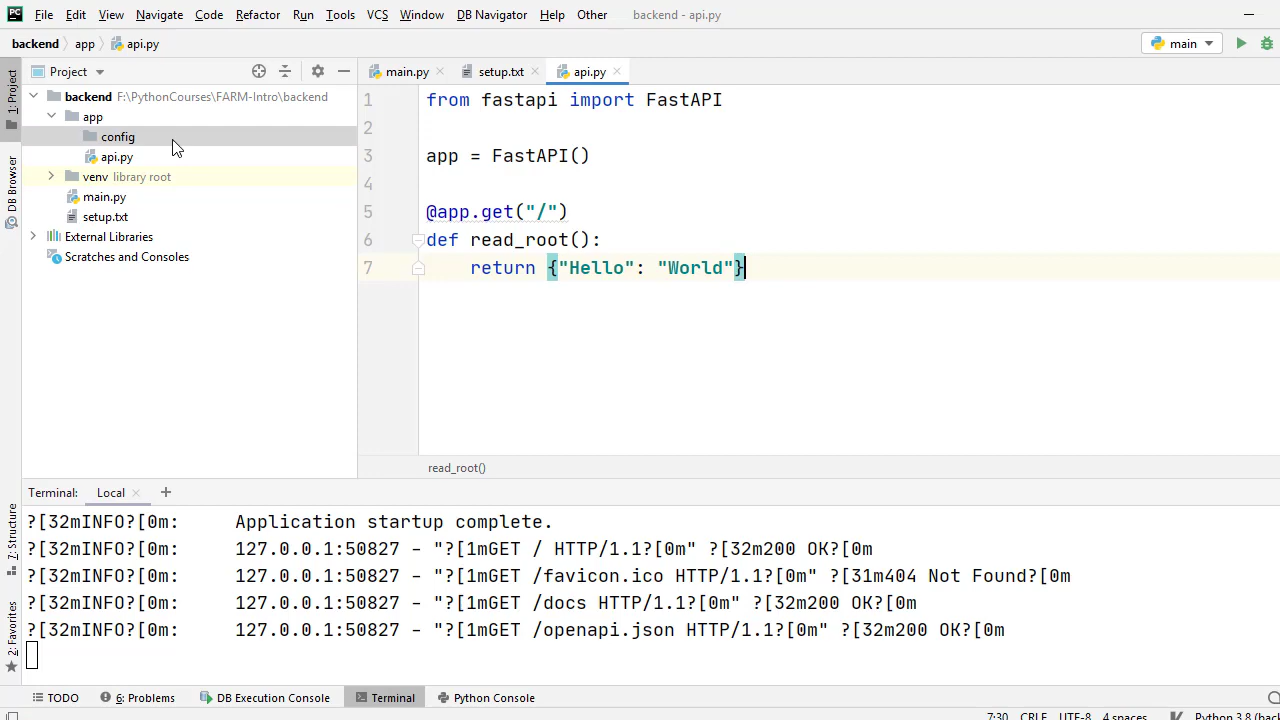 PC File Edit View Navigate Code Refactor Run Tools VCS Window DB Navigator Help Other backend - api.py
backend app api.py main
1: Project
Project
main.py setup.txt api.py
backend F:\PythonCourses\FARM-Intro\backend
app
config
api.py
venv library root
main.py
setup.txt
External Libraries
Scratches and Consoles
DB Browser
1 from fastapi import FastAPI
2
3 app = FastAPI()
4
5 @app.get("/")
6 def read_root():
7 return {"Hello": "World"}
read_root()
Terminal: Local
?[32mINFO?[0m: Application startup complete.
?[32mINFO?[0m: 127.0.0.1:50827 - "?[1mGET / HTTP/1.1?[0m" ?[32m200 OK?[0m
?[32mINFO?[0m: 127.0.0.1:50827 - "?[1mGET /favicon.ico HTTP/1.1?[0m" ?[31m404 Not Found?[0m
?[32mINFO?[0m: 127.0.0.1:50827 - "?[1mGET /docs HTTP/1.1?[0m" ?[32m200 OK?[0m
?[32mINFO?[0m: 127.0.0.1:50827 - "?[1mGET /openapi.json HTTP/1.1?[0m" ?[32m200 OK?[0m
7: Structure
2: Favorites
TODO 6: Problems DB Execution Console Terminal Python Console
7:30 CRLF UTF-8 4 spaces Python 3.8 (back